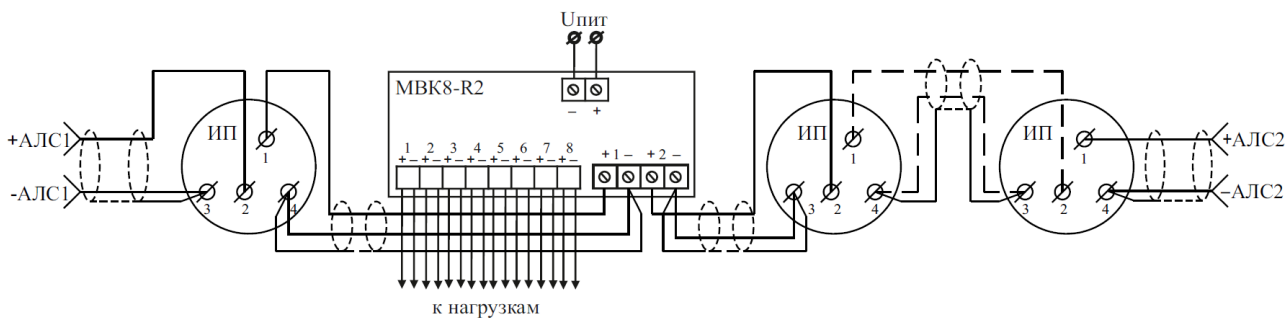 Uпит
МВК8-R2
– +
+АЛС1
-АЛС1
ИП
1
3
2
4
1 2 3 4 5 6 7 8
+– +– +– +– +– +– +– +–
+ 1 – + 2 –
ИП
1
3
2
4
ИП
1
3
2
4
+АЛС2
–АЛС2
к нагрузкам